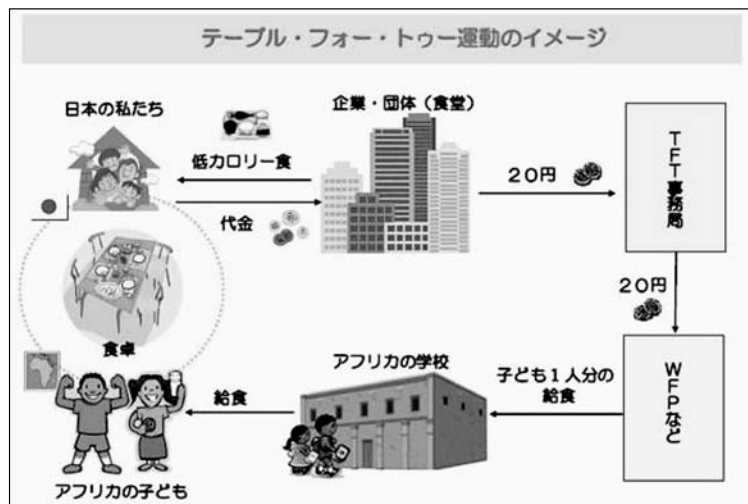 テーブル・フォー・トゥー運動のイメージ
日本の私たち
企業・団体（食堂）
低カロリー食
代金
20円
TFT事務局
20円
食卓
アフリカの学校
子ども1人分の
給食
WFPなど
給食
アフリカの子ども